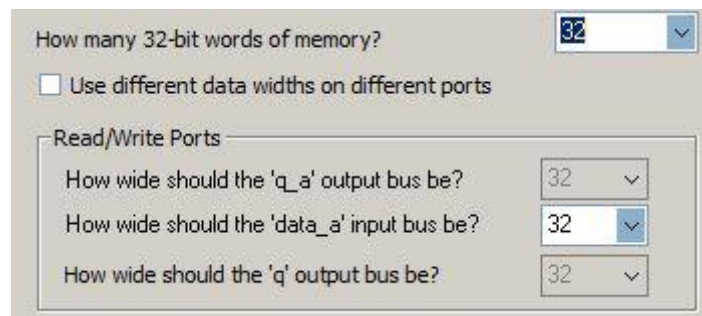 How many 32-bit words of memory? 32
Use different data widths on different ports
Read/Write Ports
How wide should the 'q_a' output bus be? 32
How wide should the 'data_a' input bus be? 32
How wide should the 'q' output bus be? 32